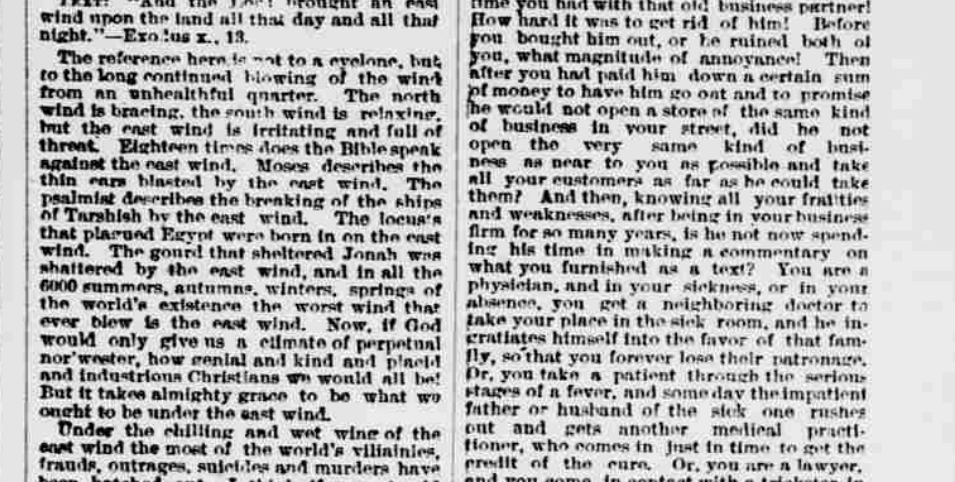 TEXT: "And the Lord brought an east
wind upon the land all that day and all that
night."—Exodus x., 13.
The reference here is not to a cyclone, but
to the long continued blowing of the wind
from an unhealthful quarter. The north
wind is bracing, the south wind is relaxing,
but the east wind is irritating and full of
threat. Eighteen times does the Bible speak
against the east wind. Moses describes the
thin ears blasted by the east wind. The
psalmist describes the breaking of the ships
of Tarshish by the east wind. The locusts
that plagued Egypt were born in on the east
wind. The gourd that sheltered Jonah was
shattered by the east wind, and in all the
6000 summers, autumns, winters, springs of
the world's existence the worst wind that
ever blew is the east wind. Now, if God
would only give us a climate of perpetual
nor'wester, how genial and kind and placid
and industrious Christians we would all be!
But it takes almighty grace to be what we
ought to be under the east wind.
Under the chilling and wet wing of the
east wind the most of the world's villainies,
frauds, outrages, suicides and murders have
been hatched out. I think
time you had with that old business partner!
How hard it was to get rid of him! Before
you bought him out, or he ruined both of
you, what magnitude of annoyance! Then
after you had paid him down a certain sum
of money to have him go out and to promise
he would not open a store of the same kind
of business in your street, did he not
open the very same kind of busi-
ness as near to you as possible and take
all your customers as far as he could take
them? And then, knowing all your frailties
and weaknesses, after being in your business
firm for so many years, is he not now spend-
ing his time in making a commentary on
what you furnished as a text? You are a
physician, and in your sickness, or in your
absence, you get a neighboring doctor to
take your place in the sick room, and he in-
gratiates himself into the favor of that fam-
ily, so that you forever lose their patronage.
Or, you take a patient through the serious
stages of a fever, and some day the impatient
father or husband of the sick one rushes
out and gets another medical practi-
tioner, who comes in just in time to get the
credit of the cure. Or, you are a lawyer,
and you come in contact with a trickster in